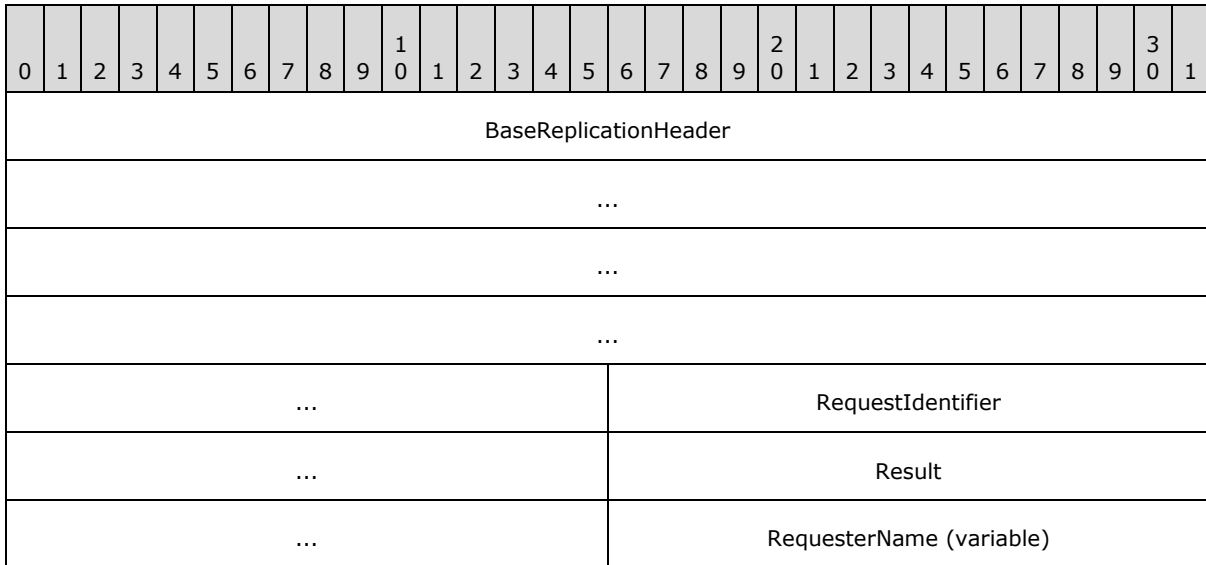 1 2 3
0 1 2 3 4 5 6 7 8 9 0 1 2 3 4 5 6 7 8 9 0 1 2 3 4 5 6 7 8 9 0 1
BaseReplicationHeader
...
...
...
... RequestIdentifier
... Result
... RequesterName (variable)